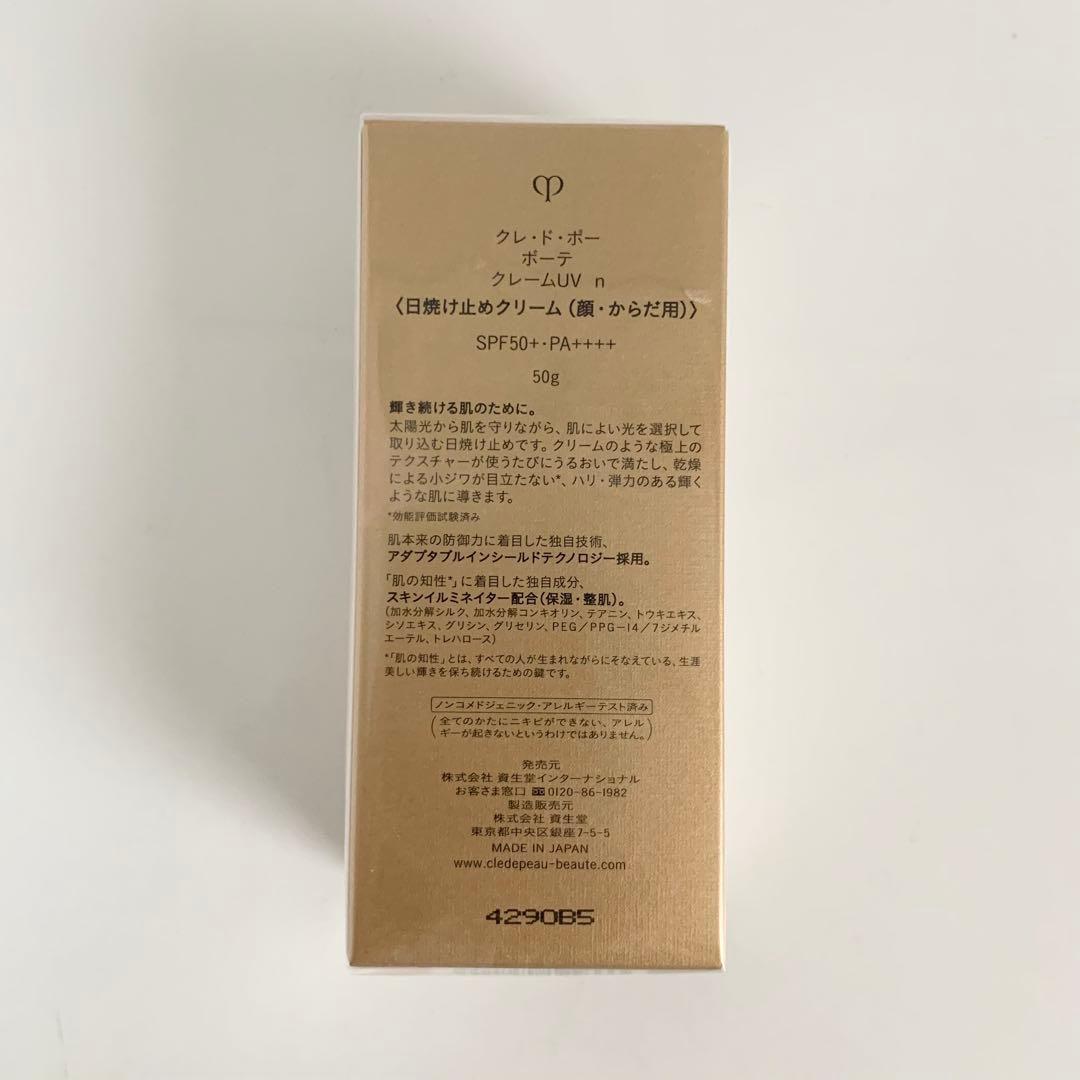 クレ・ド・ポー
ボーテ
クレームUV n
〈日焼け止めクリーム（顔・からだ用）〉
SPF50+・PA++++
50g
輝き続ける肌のために。
太陽光から肌を守りながら、肌によい光を選択して
取り込む日焼け止めです。クリームのような極上の
テクスチャーが使うたびにうるおいで満たし、乾燥
による小ジワが目立たない*、ハリ・弾力のある輝く
ような肌に導きます。
*効能評価試験済み
肌本来の防御力に着目した独自技術、
アダプタブルインシールドテクノロジー採用。
「肌の知性*」に着目した独自成分、
スキンイルミネイター配合（保湿・整肌）。
（加水分解シルク、加水分解コンキオリン、テアニン、トウキエキス、
シソエキス、グリシン、グリセリン、PEG／PPG－14／7ジメチル
エーテル、トレハロース）
*「肌の知性」とは、すべての人が生まれながらにそなえている、生涯
美しい輝きを保ち続けるための鍵です。
ノンコメドジェニック・アレルギーテスト済み
（全てのかたにニキビができない、アレル
ギーが起きないというわけではありません。）
発売元
株式会社 資生堂インターナショナル
お客さま窓口 0120-86-1982
製造販売元
株式会社 資生堂
東京都中央区銀座7-5-5
MADE IN JAPAN
www.cledepeau-beaute.com
4290B5